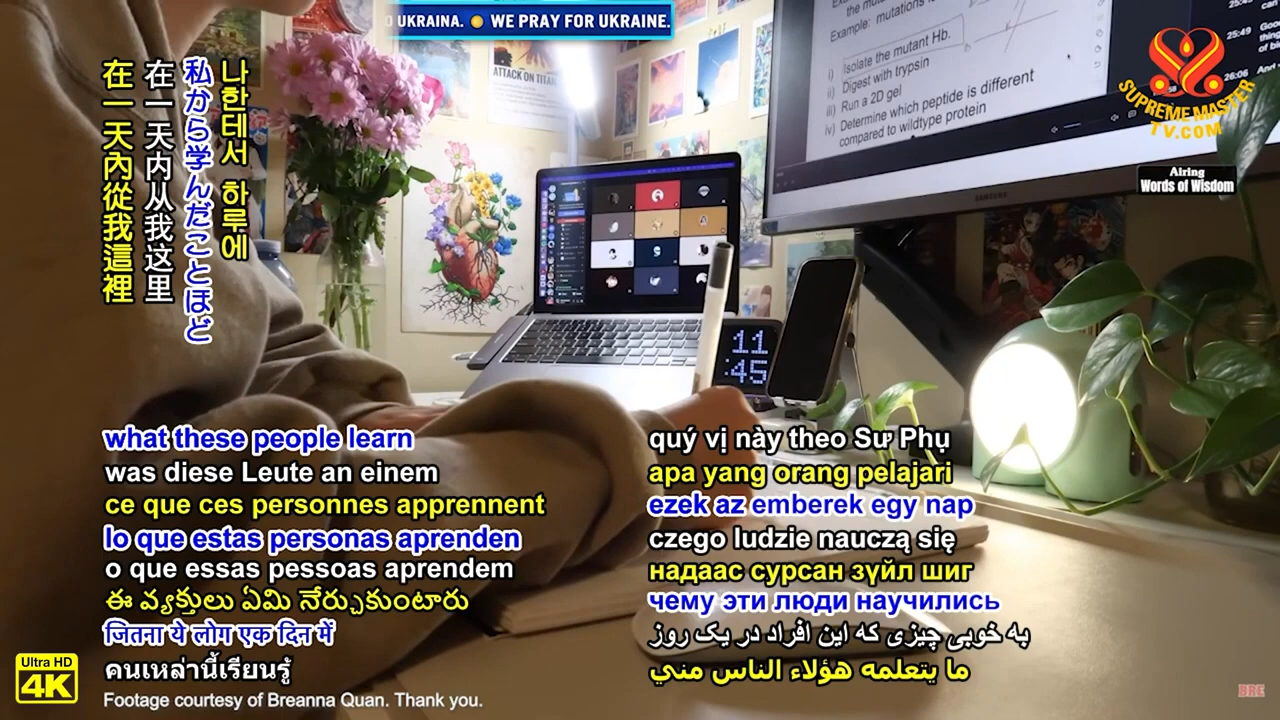 O UKRAINA. WE PRAY FOR UKRAINE.
ATTACK ON TITAN
Example: mutations
Isolate the mutant Hb.
i)
ii) Digest with trypsin
ii) Run a 2D gel
iv) Determine which peptide is different
compared to wildtype protein
25:49
26:06
SUPREME MASTER
TV.COM
Airing
Words of Wisdom
SAMSUNG
11
45
나한테서 하루에
私から学んだことほど
在一天内从我这里
在一天內從我這裡
what these people learn
was diese Leute an einem
ce que ces personnes apprennent
lo que estas personas aprenden
o que essas pessoas aprendem
ఈ వ్యక్తులు ఏమి నేర్చుకుంటారు
जितना ये लोग एक दिन में
คนเหล่านี้เรียนรู้
quý vị này theo Sư Phụ
apa yang orang pelajari
ezek az emberek egy nap
czego ludzie nauczą się
надаас сурсан зүйл шиг
чему эти люди научились
به خوبی چیزی که این افراد در یک روز
ما يتعلمه هؤلاء الناس مني
Ultra HD
4K
Footage courtesy of Breanna Quan. Thank you.
BRE